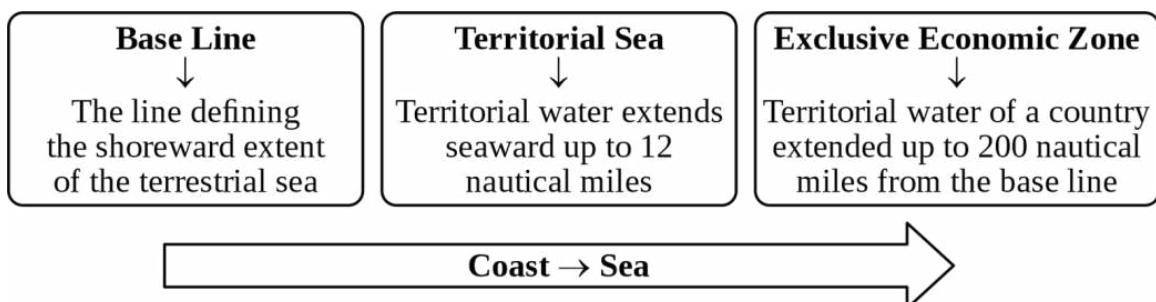 Base Line
↓
The line defining
the shoreward extent
of the terrestrial sea
Territorial Sea
↓
Territorial water extends
seaward up to 12
nautical miles
Exclusive Economic Zone
↓
Territorial water of a country
extended up to 200 nautical
miles from the base line
Coast → Sea